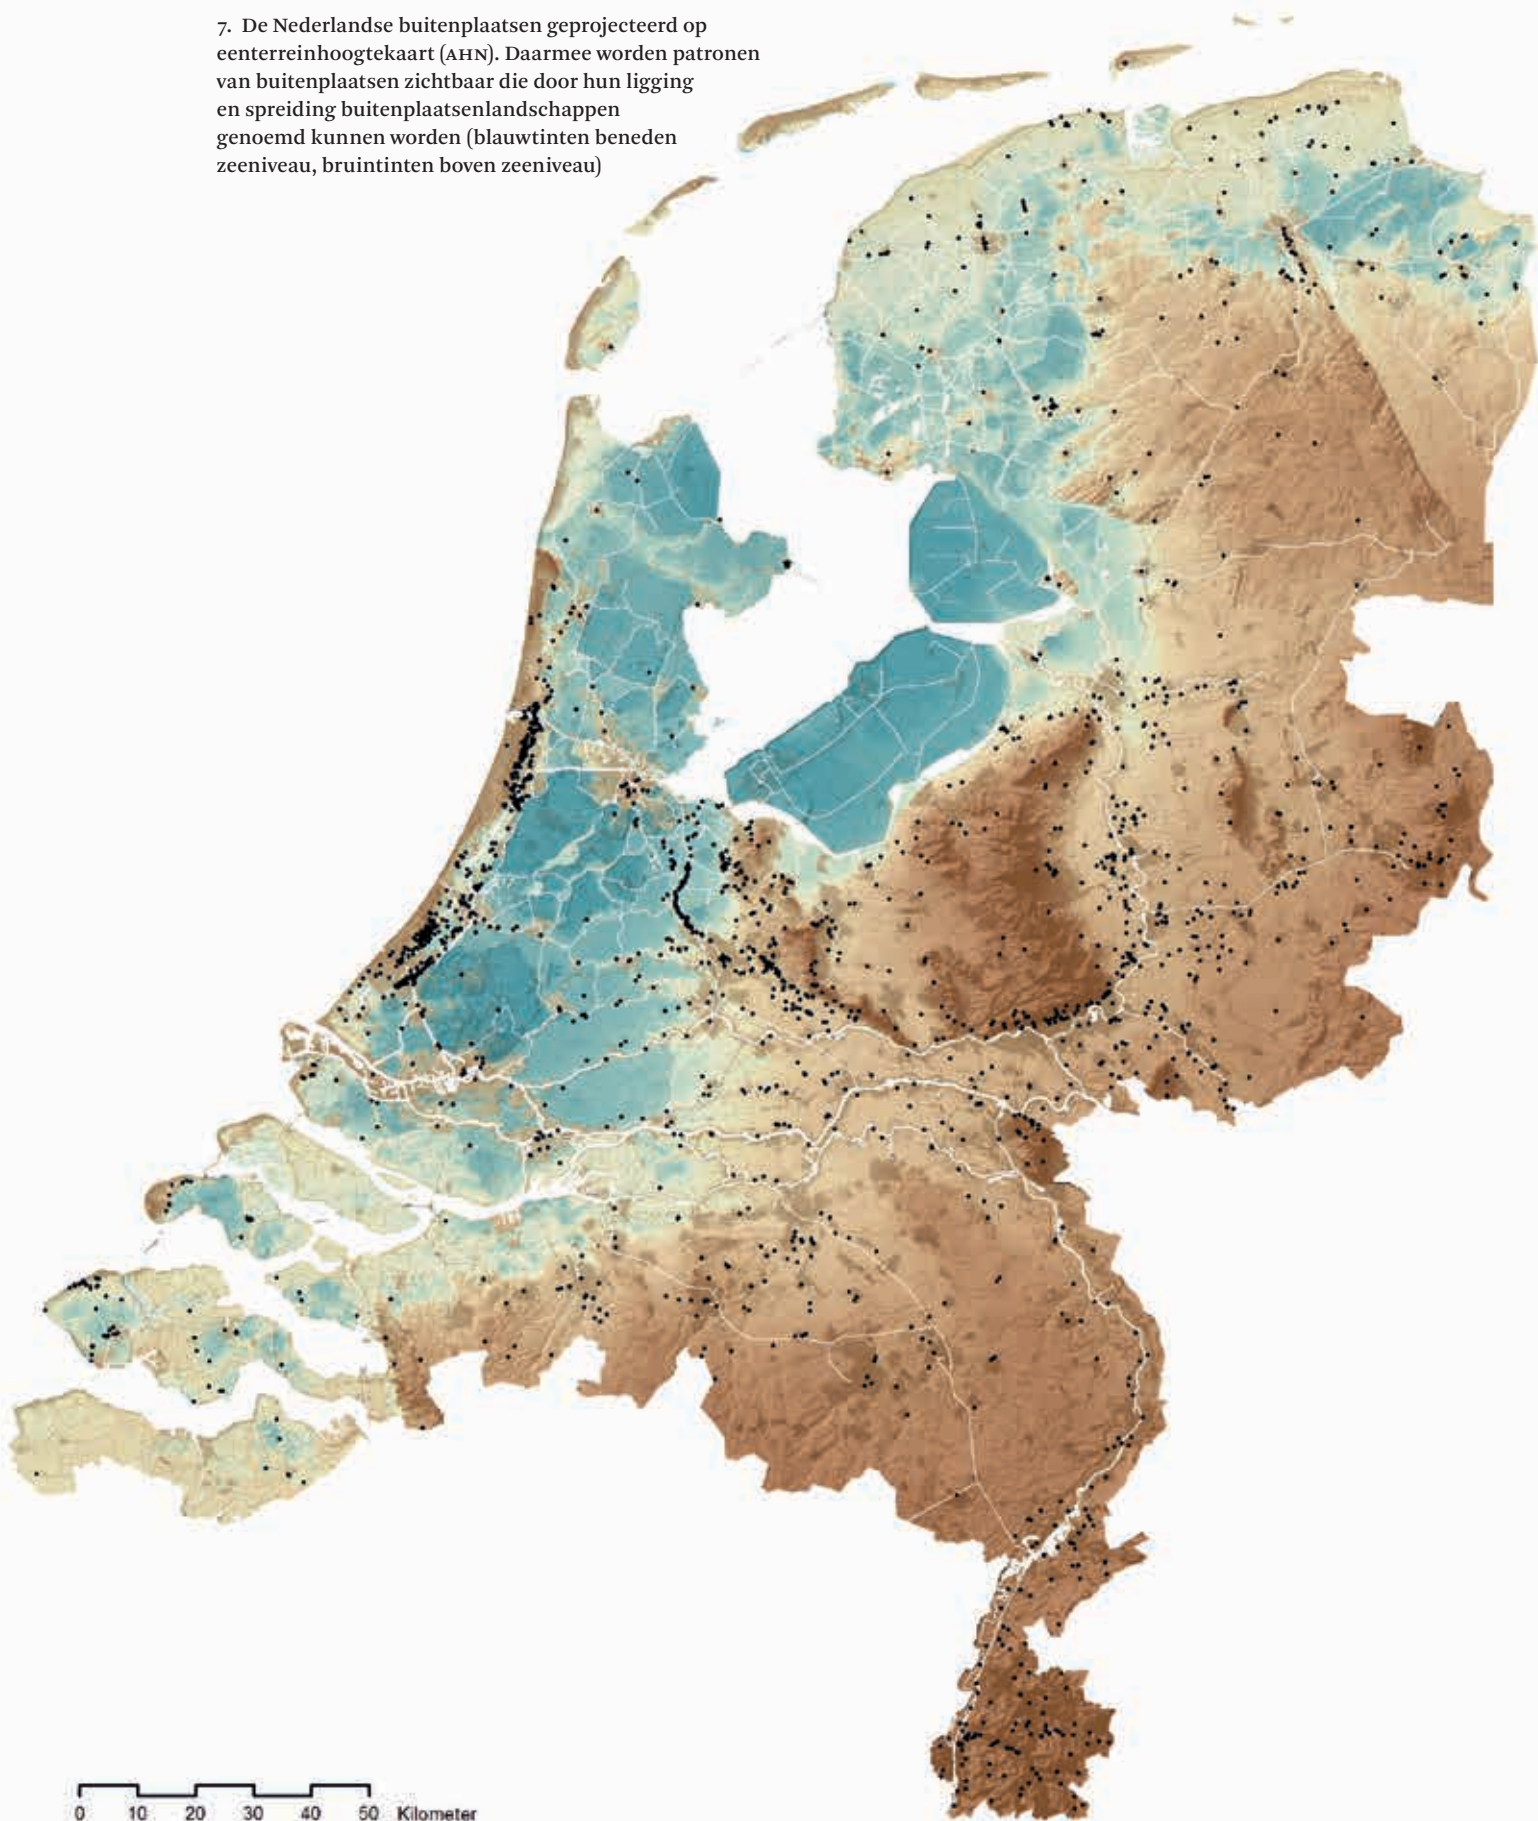 7. De Nederlandse buitenplaatsen geprojecteerd op
eenterreinhoogtekaart (AHN). Daarmee worden patronen
van buitenplaatsen zichtbaar die door hun ligging
en spreiding buitenplaatsenlandschappen
genoemd kunnen worden (blauwtinten beneden
zeeniveau, bruintinten boven zeeniveau)
0 10 20 30 40 50 Kilometer